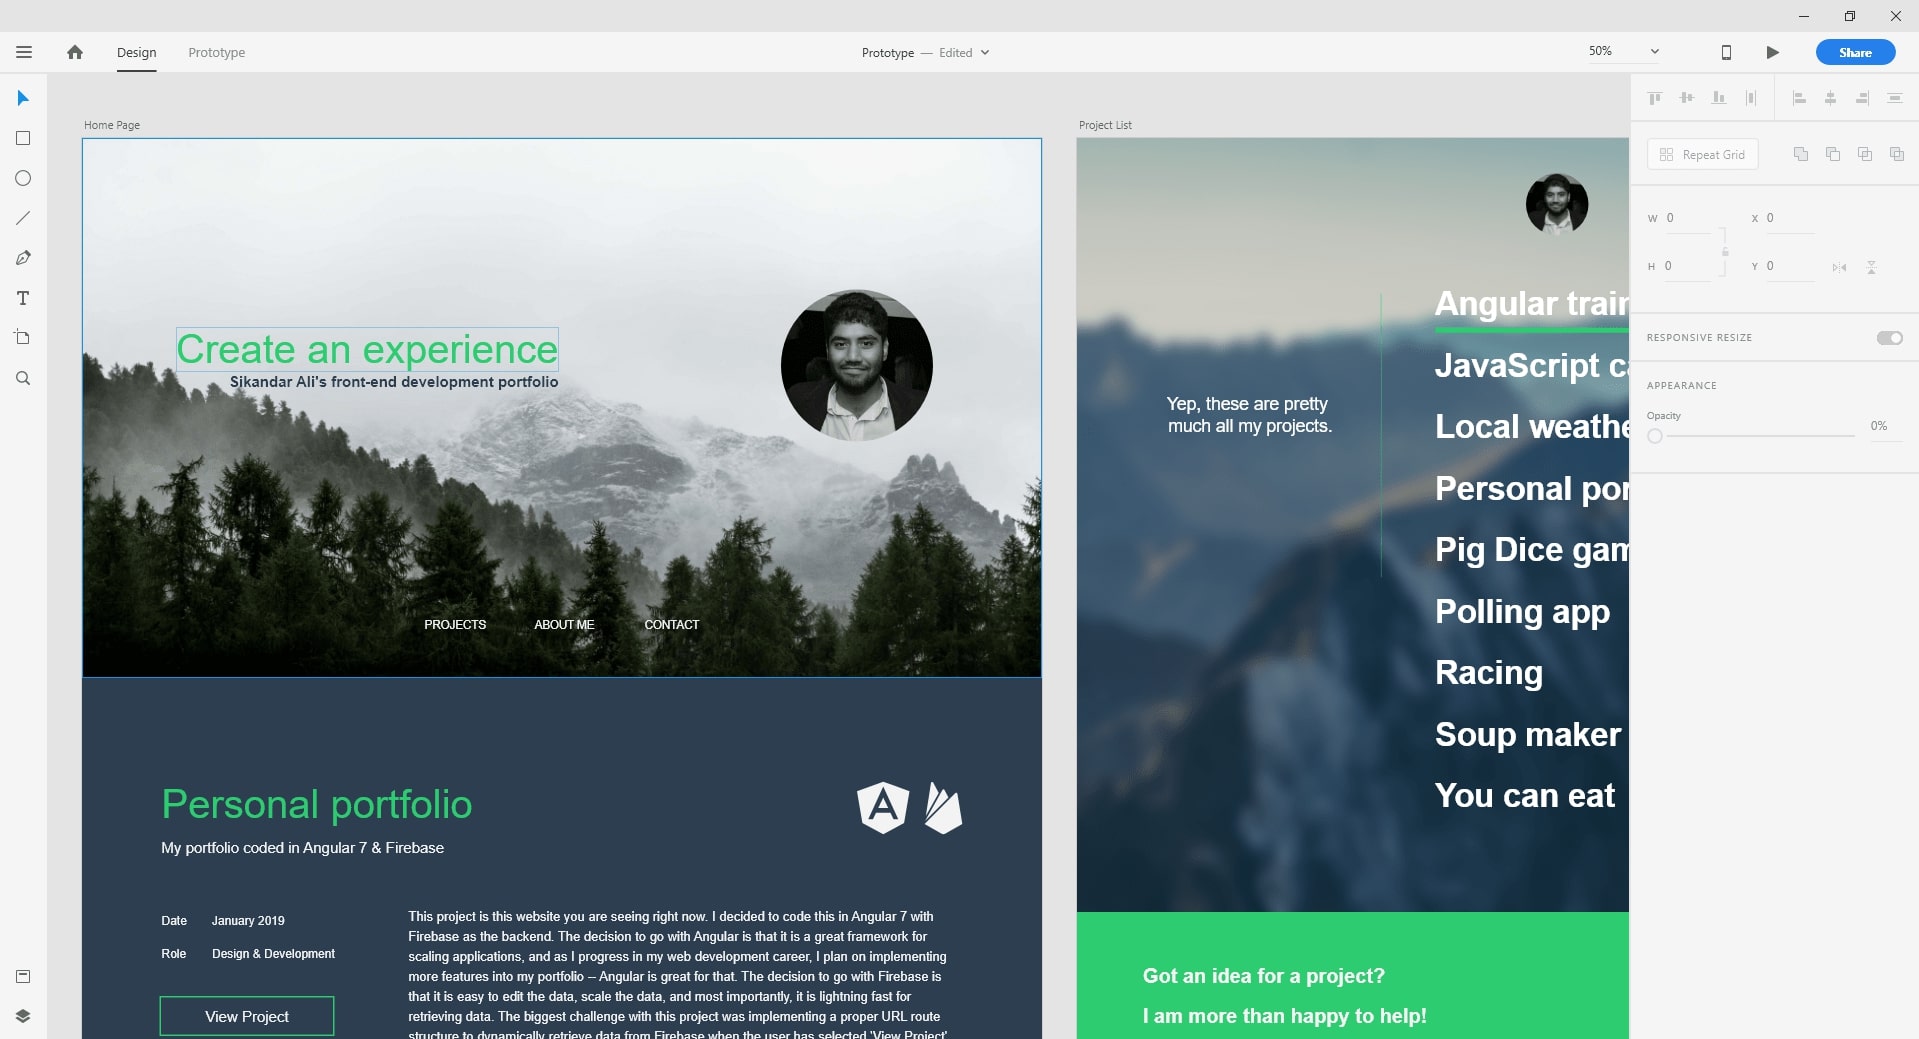 Design
Prototype
Prototype — Edited
50%
Share
Home Page
Create an experience
Sikandar Ali's front-end development portfolio
PROJECTS
ABOUT ME
CONTACT
Personal portfolio
My portfolio coded in Angular 7 & Firebase
Date
January 2019
Role
Design & Development
View Project
This project is this website you are seeing right now. I decided to code this in Angular 7 with
Firebase as the backend. The decision to go with Angular is that it is a great framework for
scaling applications, and as I progress in my web development career, I plan on implementing
more features into my portfolio – Angular is great for that. The decision to go with Firebase is
that it is easy to edit the data, scale the data, and most importantly, it is lightning fast for
retrieving data. The biggest challenge with this project was implementing a proper URL route
structure to dynamically retrieve data from Firebase when the user has selected 'View Project'
Project List
Yep, these are pretty
much all my projects.
Angular train
JavaScript ca
Local weathe
Personal por
Pig Dice gam
Polling app
Racing
Soup maker
You can eat
Got an idea for a project?
I am more than happy to help!
Repeat Grid
W 0
X 0
H 0
Y 0
RESPONSIVE RESIZE
APPEARANCE
Opacity
0%